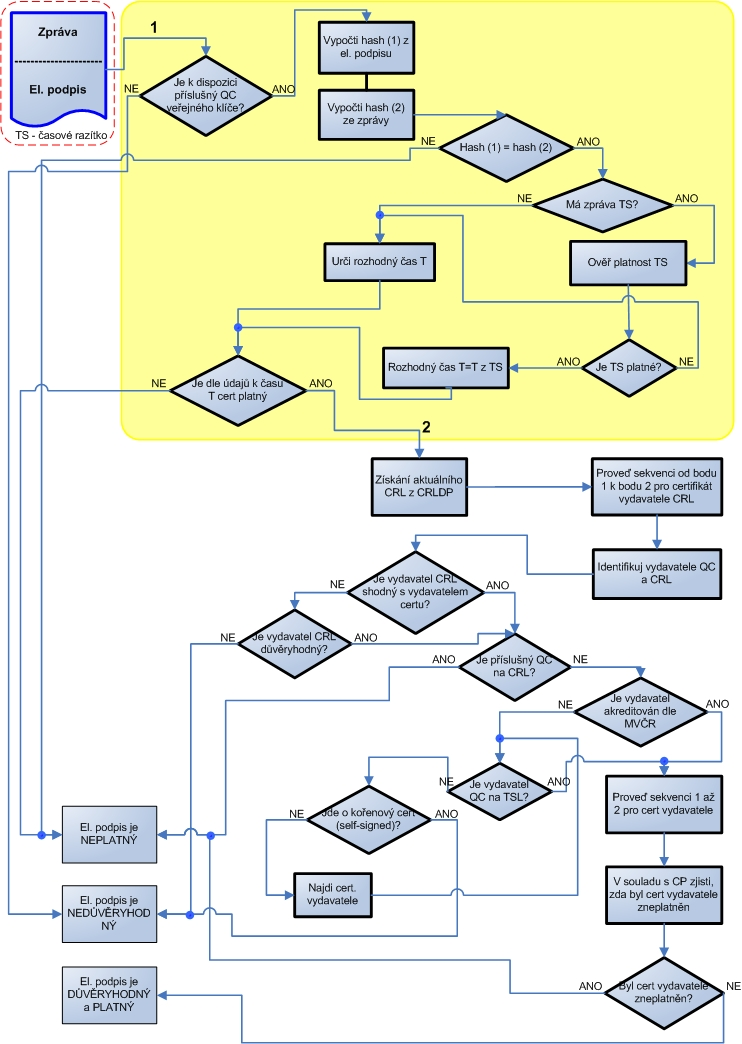 Zpráva
El. podpis
TS - časové razítko
1
Je k dispozici
příslušný QC
veřejného klíče?
NE
ANO
Vypočti hash (1) z
el. podpisu
Vypočti hash (2)
ze zprávy
Hash (1) = hash (2)
NE
ANO
Má zpráva TS?
NE
ANO
Urči rozhodný čas T
Ověř platnost TS
Je TS platné?
ANO
NE
Rozhodný čas T=T z TS
Je dle údajů k času
T cert platný
NE
ANO
2
Získání aktuálního
CRL z CRLDP
Proveď sekvenci od bodu
1 k bodu 2 pro certifikát
vydavatele CRL
Identifikuj vydavatele QC
a CRL
Je vydavatel CRL
shodný s vydavatelem
certu?
NE
ANO
Je vydavatel CRL
důvěryhodný?
NE
ANO
Je příslušný QC
na CRL?
ANO
NE
Je vydavatel
akreditován dle
MVČR
NE
ANO
Je vydavatel
QC na TSL?
NE
ANO
Jde o kořenový cert
(self-signed)?
NE
ANO
Najdi cert.
vydavatele
Proveď sekvenci 1 až
2 pro cert vydavatele
V souladu s CP zjisti,
zda byl cert vydavatele
zneplatněn
Byl cert vydavatele
zneplatněn?
ANO
NE
El. podpis je
NEPLATNÝ
El. podpis je
NEDŮVĚRYHOD
NÝ
El. podpis je
DŮVĚRYHODNÝ
a PLATNÝ